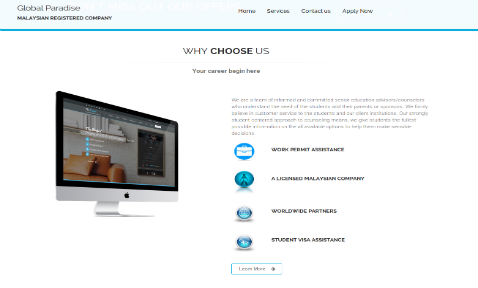 Global Paradise
MALAYSIAN REGISTERED COMPANY
Home Services Contact us Apply Now
WHY CHOOSE US
Your career begin here
We are a team of informed and committed senior education advisors/counselors
who understand the need of the students and their parents or sponsors. We firmly
believe in customer service to the students and our client institutions. Our strongly
student centered approach to counseling means, we give students the fullest
possible information on the all available options to help them make sensible
decisions.
WORK PERMIT ASSISTANCE
A LICENSED MALAYSIAN COMPANY
WORLDWIDE PARTNERS
STUDENT VISA ASSISTANCE
Learn More